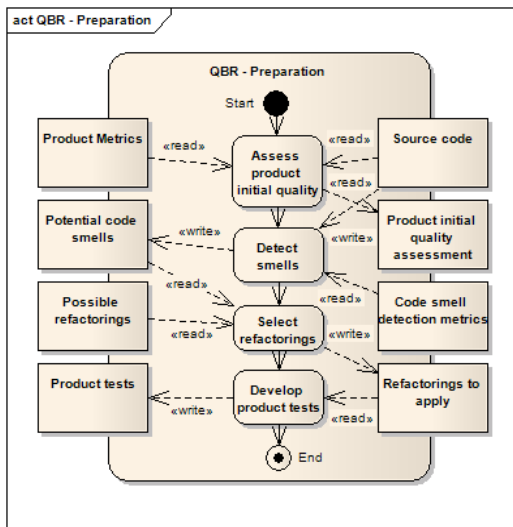 act QBR - Preparation
QBR - Preparation
Start
Product Metrics
«read»
Assess
product
initial quality
«read»
Source code
«read»
Potential code
smells
«write»
Detect
smells
«write»
Product initial
quality
assessment
«read»
«read»
Possible
refactorings
«read»
Select
refactorings
«write»
Code smell
detection metrics
Product tests
«write»
Develop
product tests
«read»
Refactorings to
apply
End